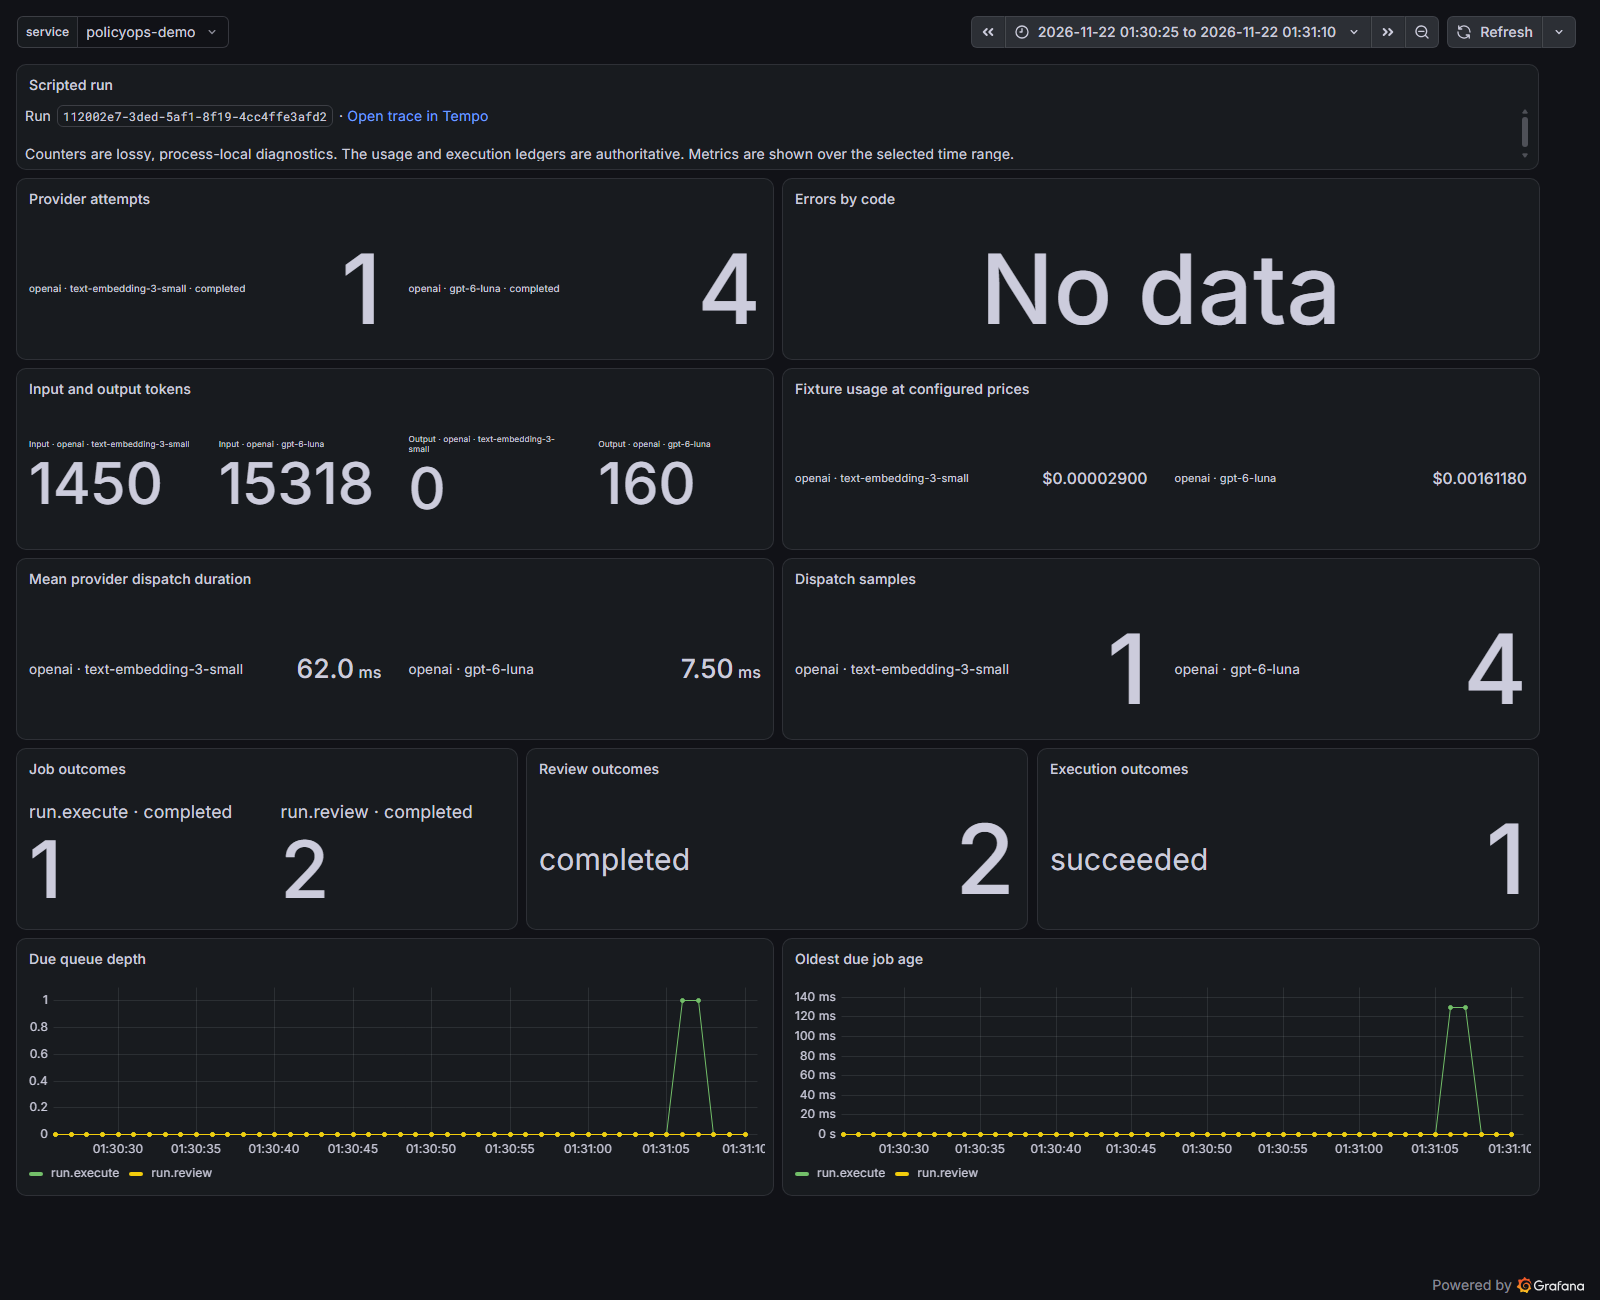 service policyops-demo
2026-11-22 01:30:25 to 2026-11-22 01:31:10
Refresh
Scripted run
Run 112002e7-3ded-5af1-8f19-4cc4ffe3afd2 · Open trace in Tempo
Counters are lossy, process-local diagnostics. The usage and execution ledgers are authoritative. Metrics are shown over the selected time range.
Provider attempts
openai · text-embedding-3-small · completed 1
openai · gpt-6-luna · completed 4
Errors by code
No data
Input and output tokens
Input · openai · text-embedding-3-small
1450
Input · openai · gpt-6-luna
15318
Output · openai · text-embedding-3-
small
0
Output · openai · gpt-6-luna
160
Fixture usage at configured prices
openai · text-embedding-3-small $0.00002900
openai · gpt-6-luna $0.00161180
Mean provider dispatch duration
openai · text-embedding-3-small 62.0 ms
openai · gpt-6-luna 7.50 ms
Dispatch samples
openai · text-embedding-3-small 1
openai · gpt-6-luna 4
Job outcomes
run.execute · completed
1
run.review · completed
2
Review outcomes
completed 2
Execution outcomes
succeeded 1
Due queue depth
1
0.8
0.6
0.4
0.2
0
01:30:30 01:30:35 01:30:40 01:30:45 01:30:50 01:30:55 01:31:00 01:31:05 01:31:10
run.execute run.review
Oldest due job age
140 ms
120 ms
100 ms
80 ms
60 ms
40 ms
20 ms
0 s
01:30:30 01:30:35 01:30:40 01:30:45 01:30:50 01:30:55 01:31:00 01:31:05 01:31:10
run.execute run.review
Powered by Grafana